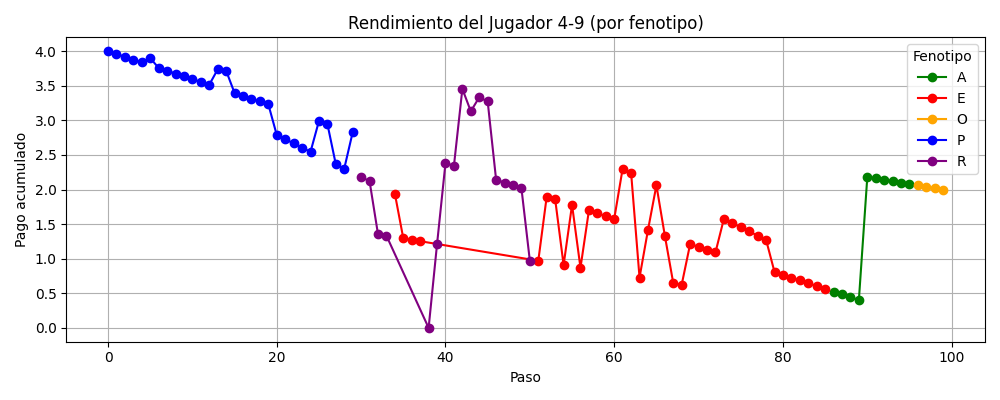 Rendimiento del Jugador 4-9 (por fenotipo)
Pago acumulado
4.0
3.5
3.0
2.5
2.0
1.5
1.0
0.5
0.0
Fenotipo
A
E
O
P
R
0 20 40 60 80 100
Paso